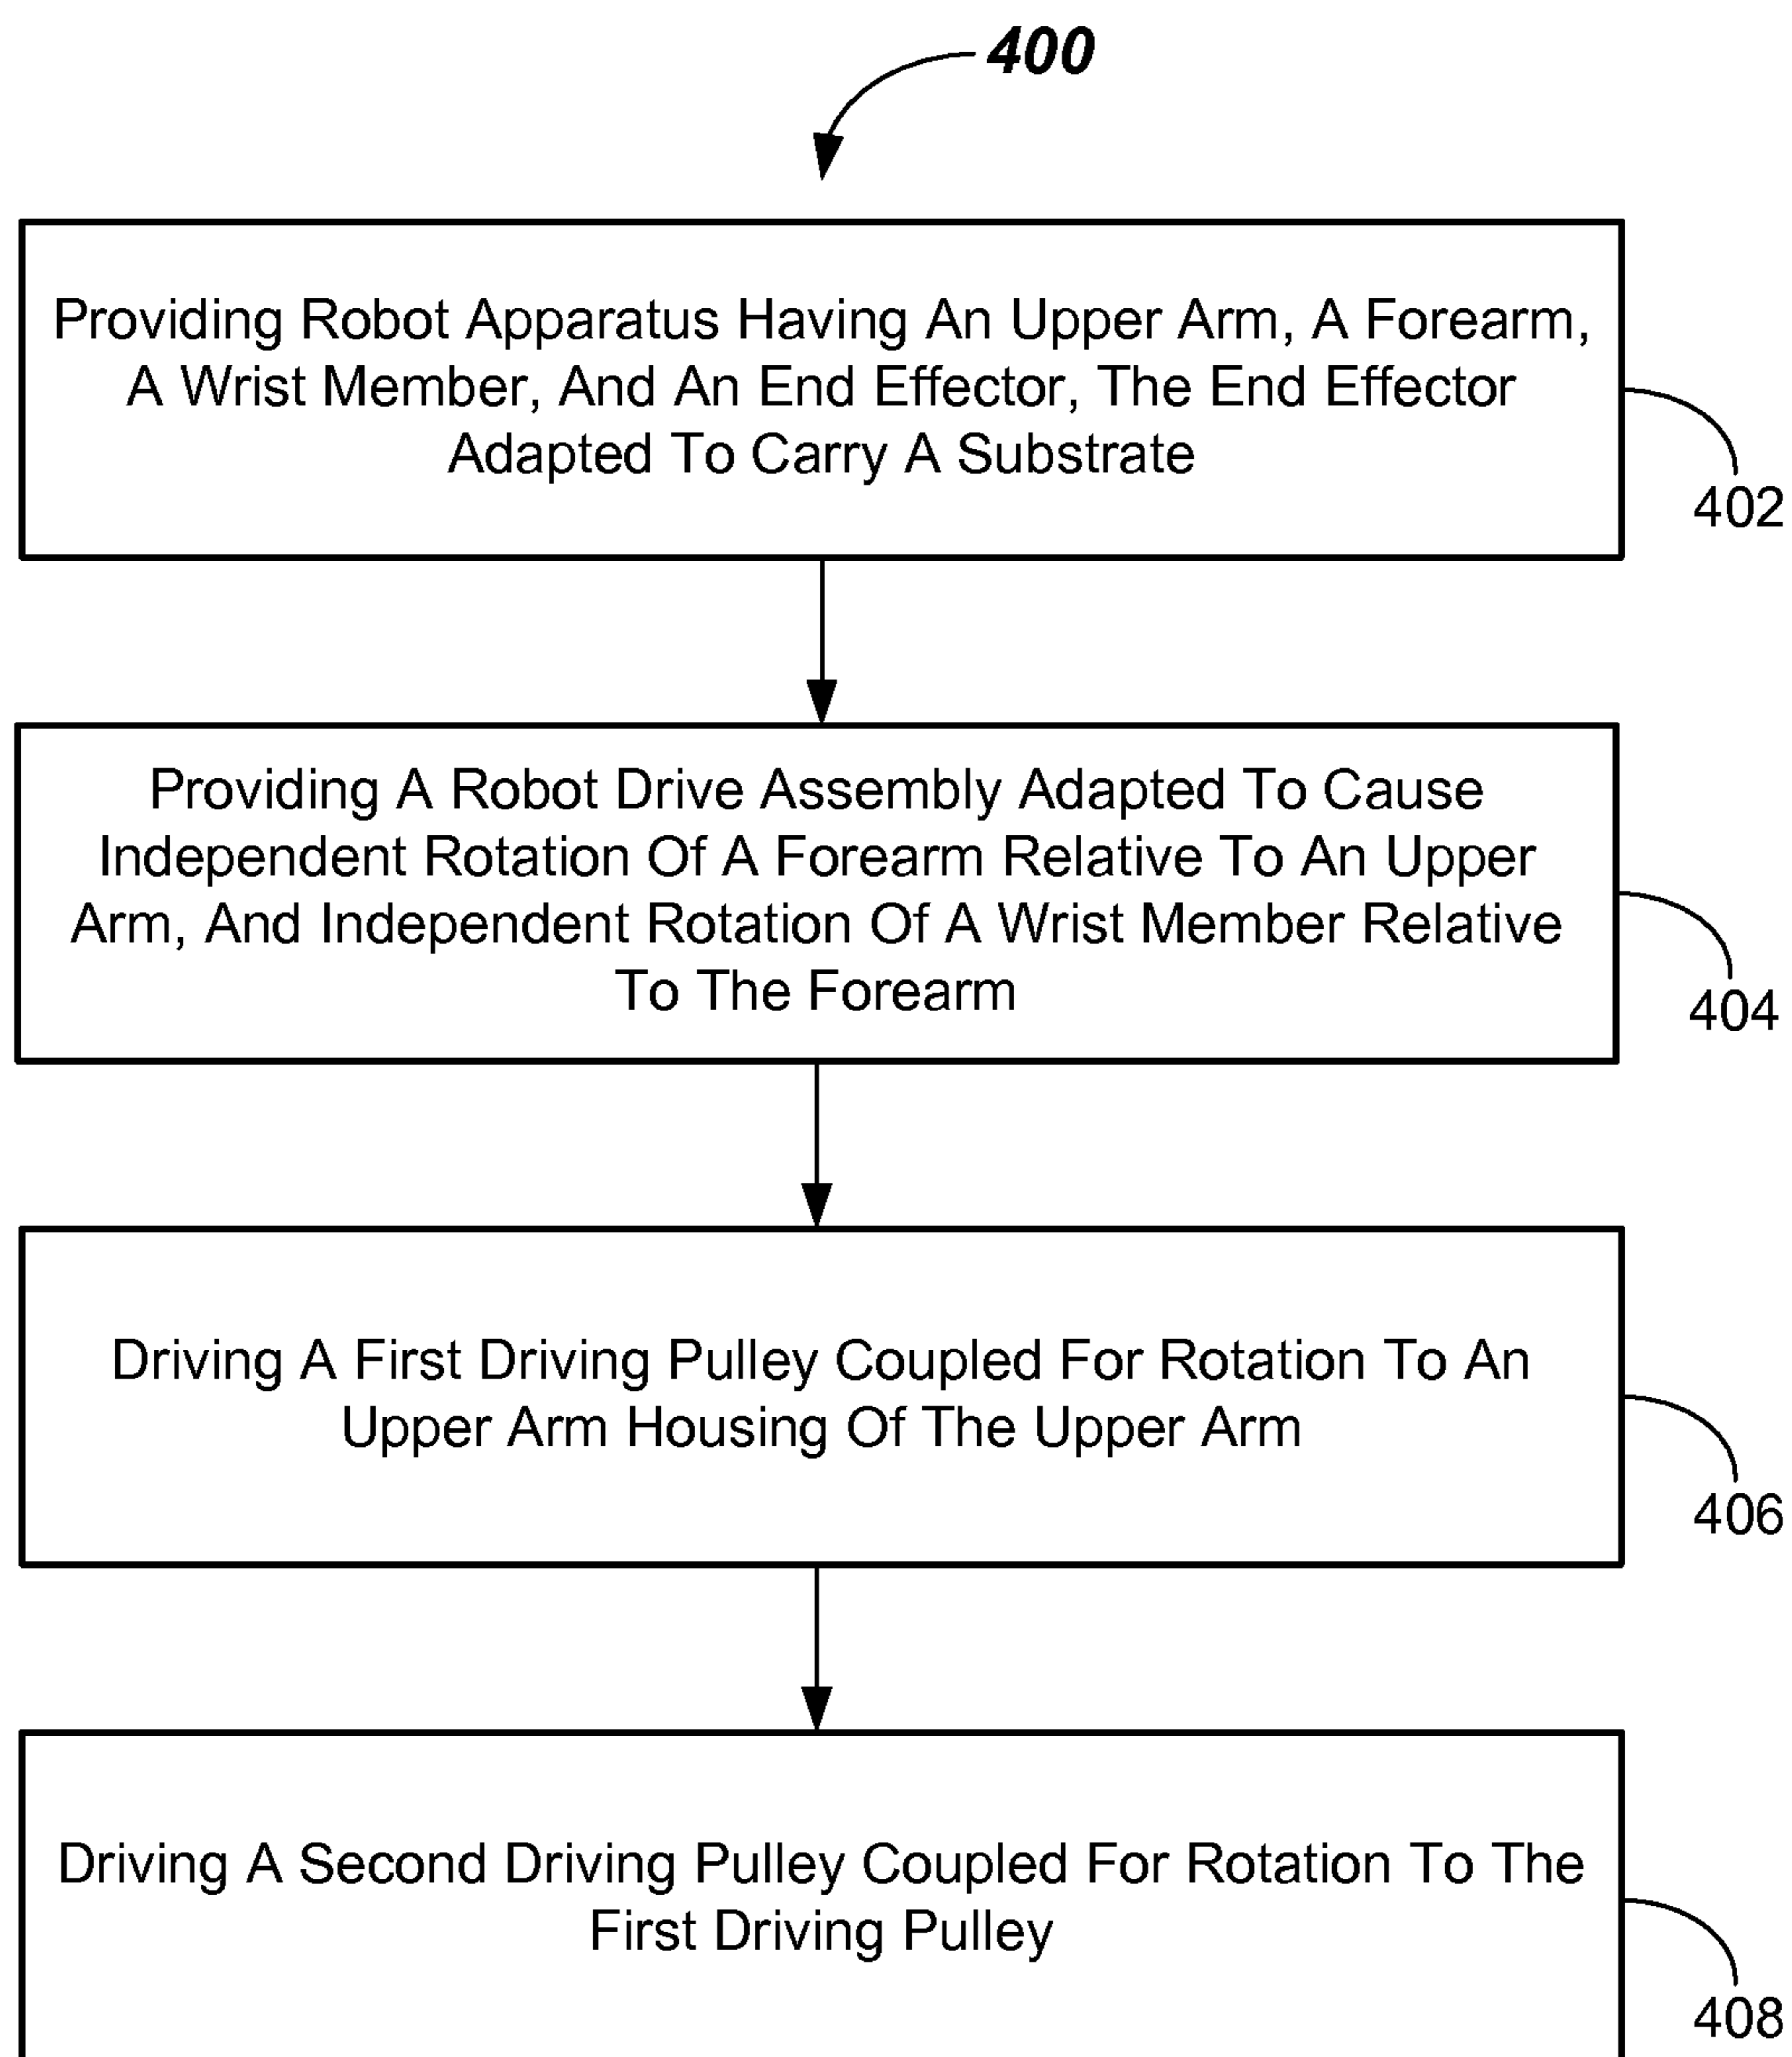 400
Providing Robot Apparatus Having An Upper Arm, A Forearm,
A Wrist Member, And An End Effector, The End Effector
Adapted To Carry A Substrate
402
Providing A Robot Drive Assembly Adapted To Cause
Independent Rotation Of A Forearm Relative To An Upper
Arm, And Independent Rotation Of A Wrist Member Relative
To The Forearm
404
Driving A First Driving Pulley Coupled For Rotation To An
Upper Arm Housing Of The Upper Arm
406
Driving A Second Driving Pulley Coupled For Rotation To The
First Driving Pulley
408